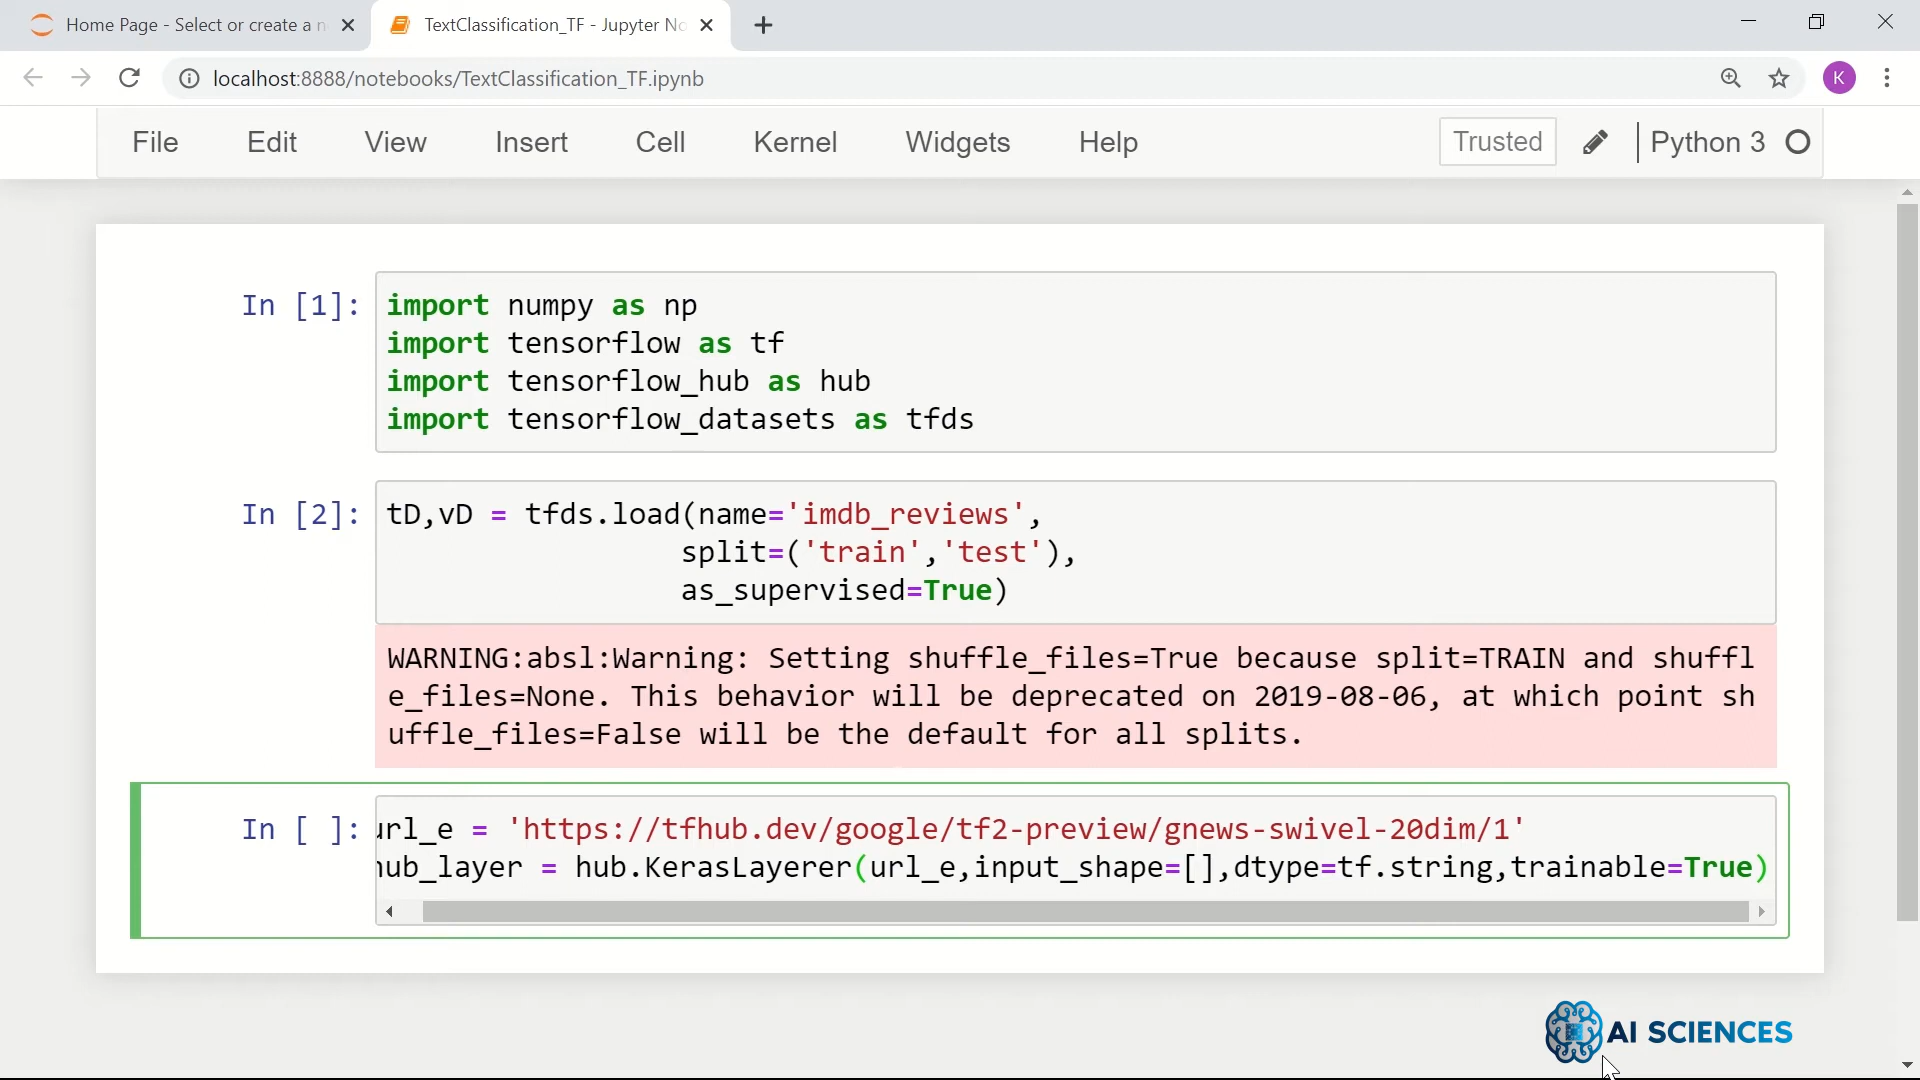 Home Page - Select or create a n
TextClassification_TF - Jupyter No
localhost:8888/notebooks/TextClassification_TF.ipynb
K
File Edit View Insert Cell Kernel Widgets Help Trusted Python 3
In [1]: import numpy as np
import tensorflow as tf
import tensorflow_hub as hub
import tensorflow_datasets as tfds
In [2]: tD,vD = tfds.load(name='imdb_reviews',
split=('train','test'),
as_supervised=True)
WARNING:absl:Warning: Setting shuffle_files=True because split=TRAIN and shuffl
e_files=None. This behavior will be deprecated on 2019-08-06, at which point sh
uffle_files=False will be the default for all splits.
In [ ]: url_e = 'https://tfhub.dev/google/tf2-preview/gnews-swivel-20dim/1'
hub_layer = hub.KerasLayerer(url_e,input_shape=[],dtype=tf.string,trainable=True)
AI SCIENCES